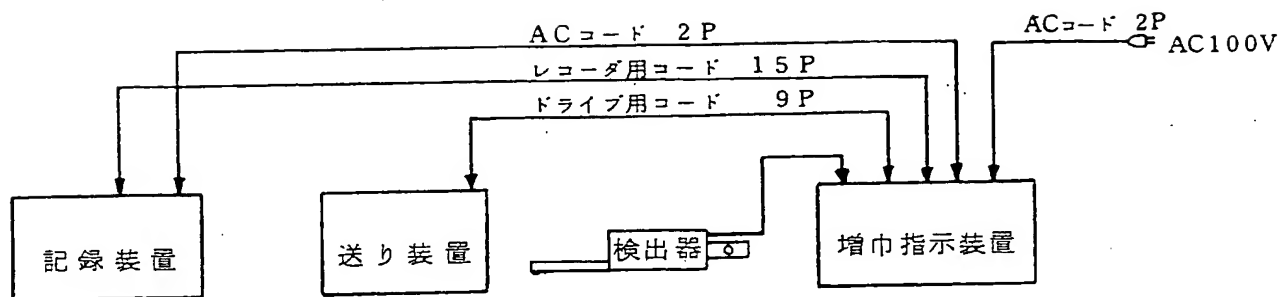 ACコード 2P
ACコード 2P
AC100V
レコーダ用コード 15P
ドライブ用コード 9P
記録装置
送り装置
検出器
増巾指示装置